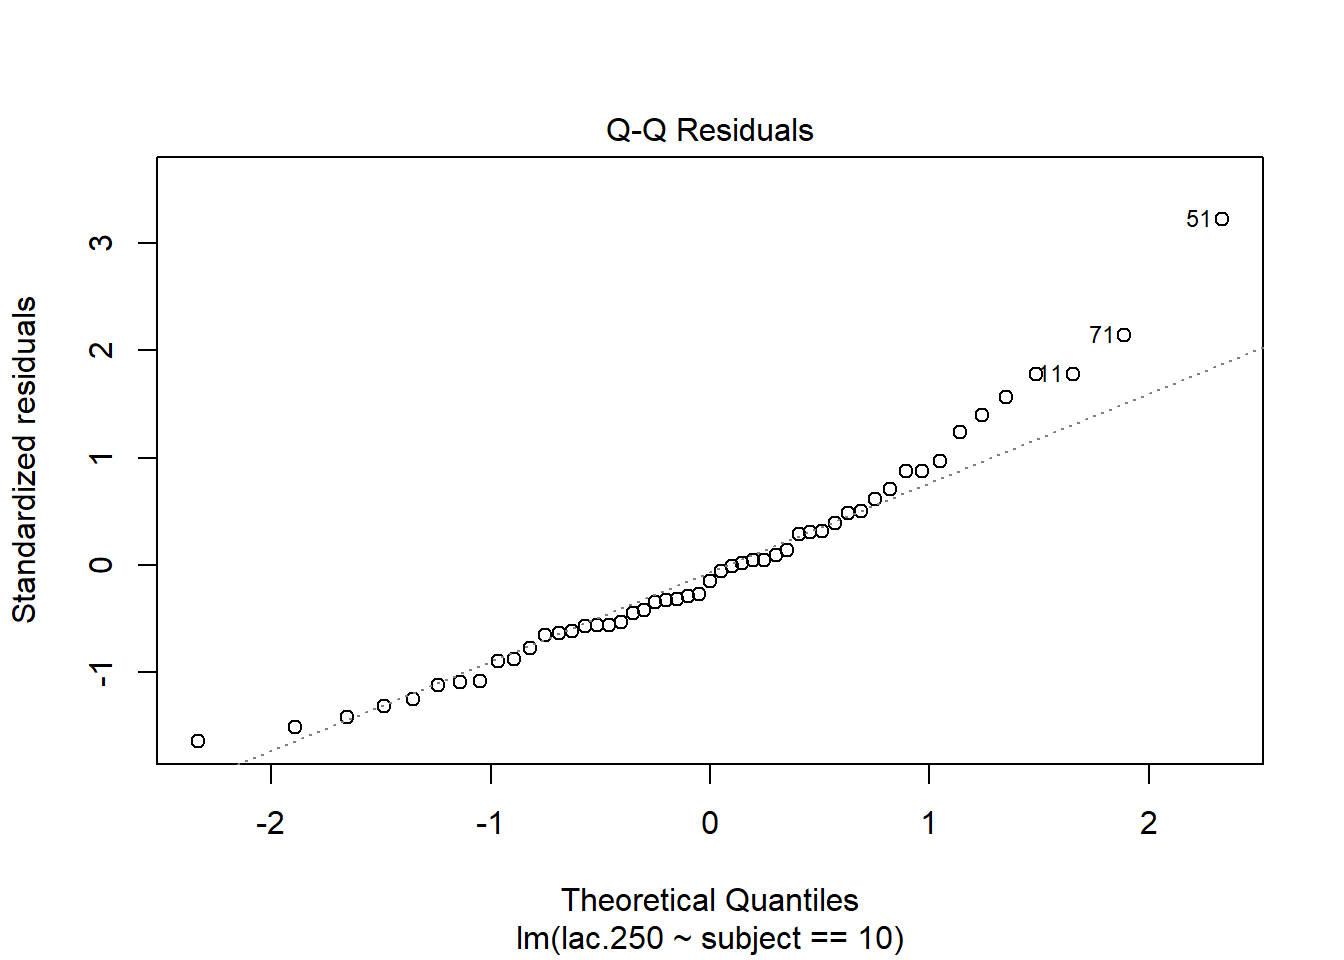 Q-Q Residuals
Standardized residuals
3
2
1
0
-1
51
71
11
-2 -1 0 1 2
Theoretical Quantiles
lm(lac.250 ~ subject == 10)